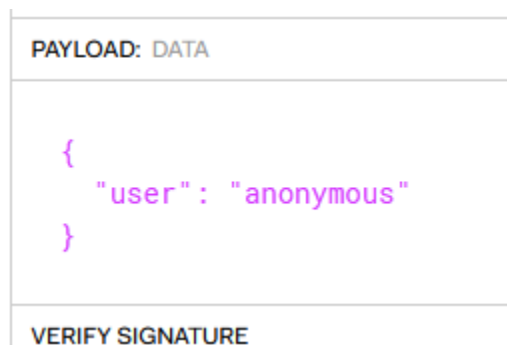 PAYLOAD: DATA
{
"user": "anonymous"
}
VERIFY SIGNATURE